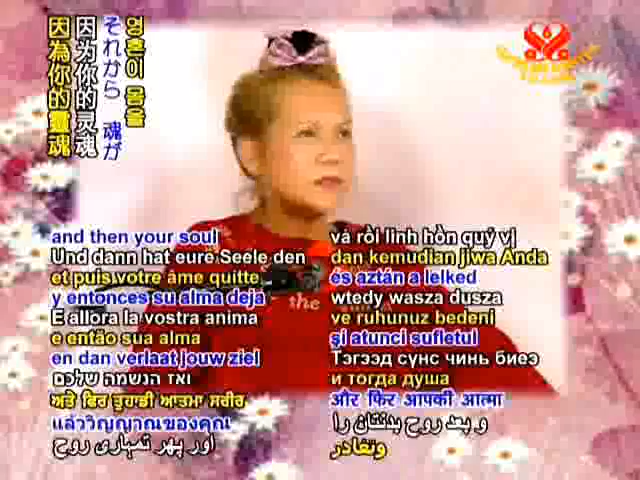 영혼이 몸을
それから 魂が
因为你的灵魂
因為你的靈魂
and then your soul
Und dann hat eure Seele den
et puis votre âme quitte
y entonces su alma deja
E allora la vostra anima
e então sua alma
en dan verlaat jouw ziel
ואז הנשמה שלכם
ਅਤੇ ਫਿਰ ਤੁਹਾਡੀ ਆਤਮਾ ਸਰੀਰ
แล้ววิญญาณของคุณ
اور پھر تمہاری روح
và rồi linh hồn quý vị
dan kemudian jiwa Anda
és aztán a lelked
wtedy wasza dusza
ve ruhunuz bedeni
şi atunci sufletul
Тэгээд сүнс чинь биеэ
и тогда душа
और फिर आपकी आत्मा
و بعد روح بدنتان را
وتغادر
the